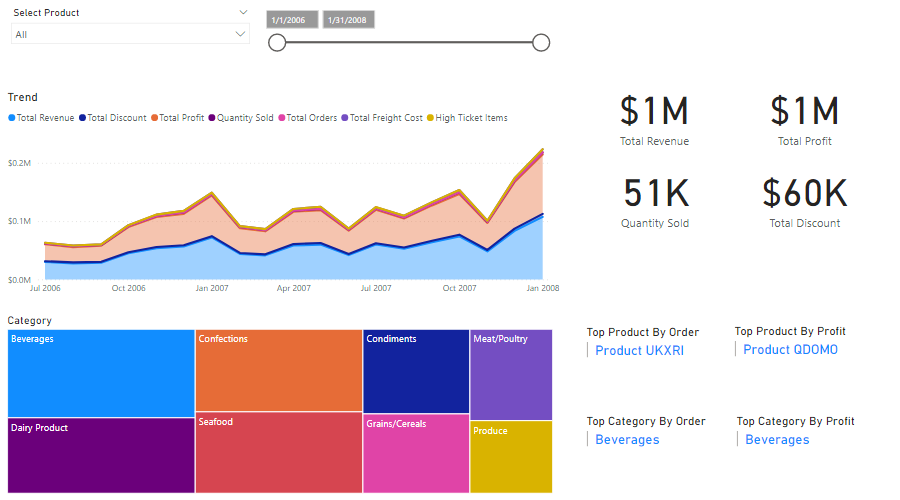 Select Product
All
1/1/2006 1/31/2008
Trend
Total Revenue Total Discount Total Profit Quantity Sold Total Orders Total Freight Cost High Ticket Items
$0.2M
$0.1M
$0.0M
Jul 2006 Oct 2006 Jan 2007 Apr 2007 Jul 2007 Oct 2007 Jan 2008
$1M
Total Revenue
$1M
Total Profit
51K
Quantity Sold
$60K
Total Discount
Category
Beverages
Confections
Condiments
Meat/Poultry
Dairy Product
Seafood
Grains/Cereals
Produce
Top Product By Order
Product UKXRI
Top Product By Profit
Product QDOMO
Top Category By Order
Beverages
Top Category By Profit
Beverages